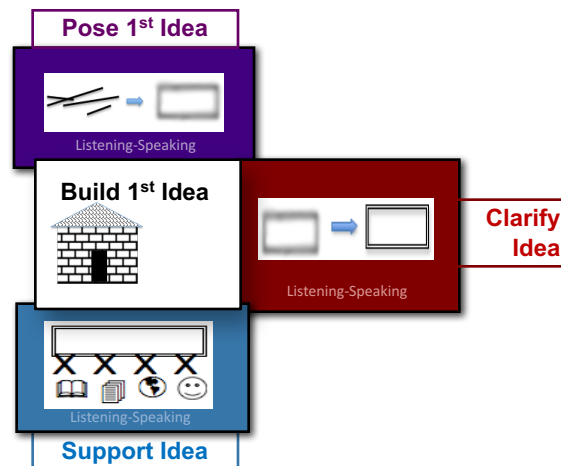 Pose 1st Idea
Listening-Speaking
Build 1st Idea
Clarify
Idea
Listening-Speaking
X X X X
Listening-Speaking
Support Idea